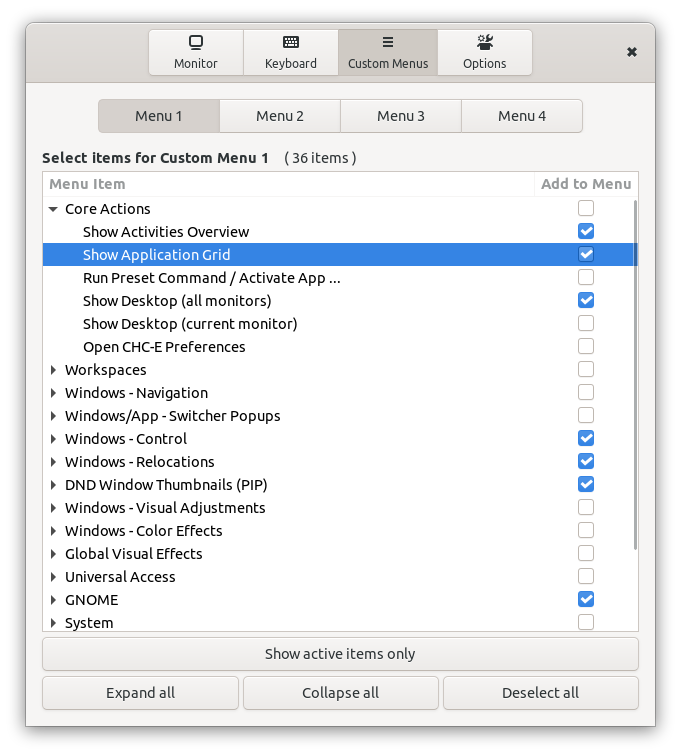 Monitor Keyboard Custom Menus Options
Menu 1 Menu 2 Menu 3 Menu 4
Select items for Custom Menu 1 ( 36 items )
Menu Item Add to Menu
Core Actions
Show Activities Overview
Show Application Grid
Run Preset Command / Activate App ...
Show Desktop (all monitors)
Show Desktop (current monitor)
Open CHC-E Preferences
Workspaces
Windows - Navigation
Windows/App - Switcher Popups
Windows - Control
Windows - Relocations
DND Window Thumbnails (PIP)
Windows - Visual Adjustments
Windows - Color Effects
Global Visual Effects
Universal Access
GNOME
System
Show active items only
Expand all Collapse all Deselect all